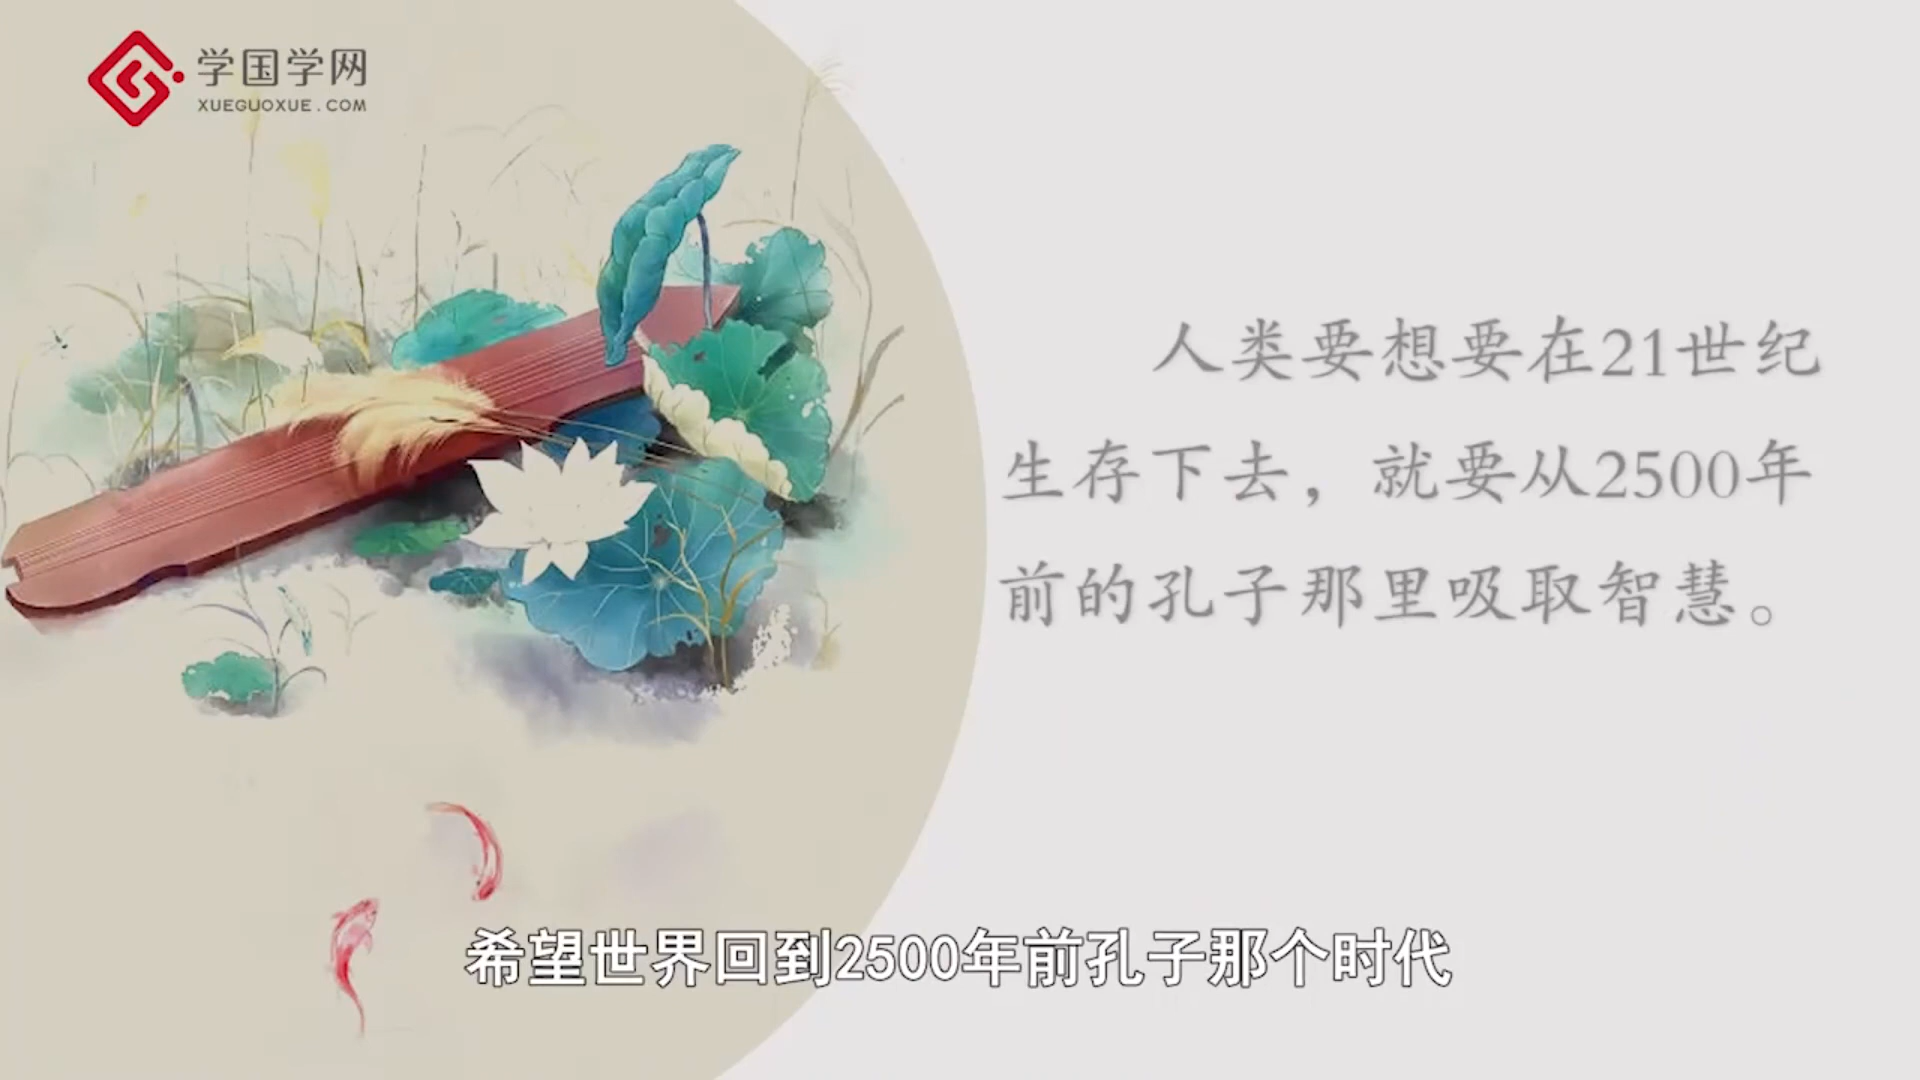 学国学网
XUEGUOXUE.COM
人类要想要在21世纪
生存下去，就要从2500年
前的孔子那里吸取智慧。
希望世界回到2500年前孔子那个时代